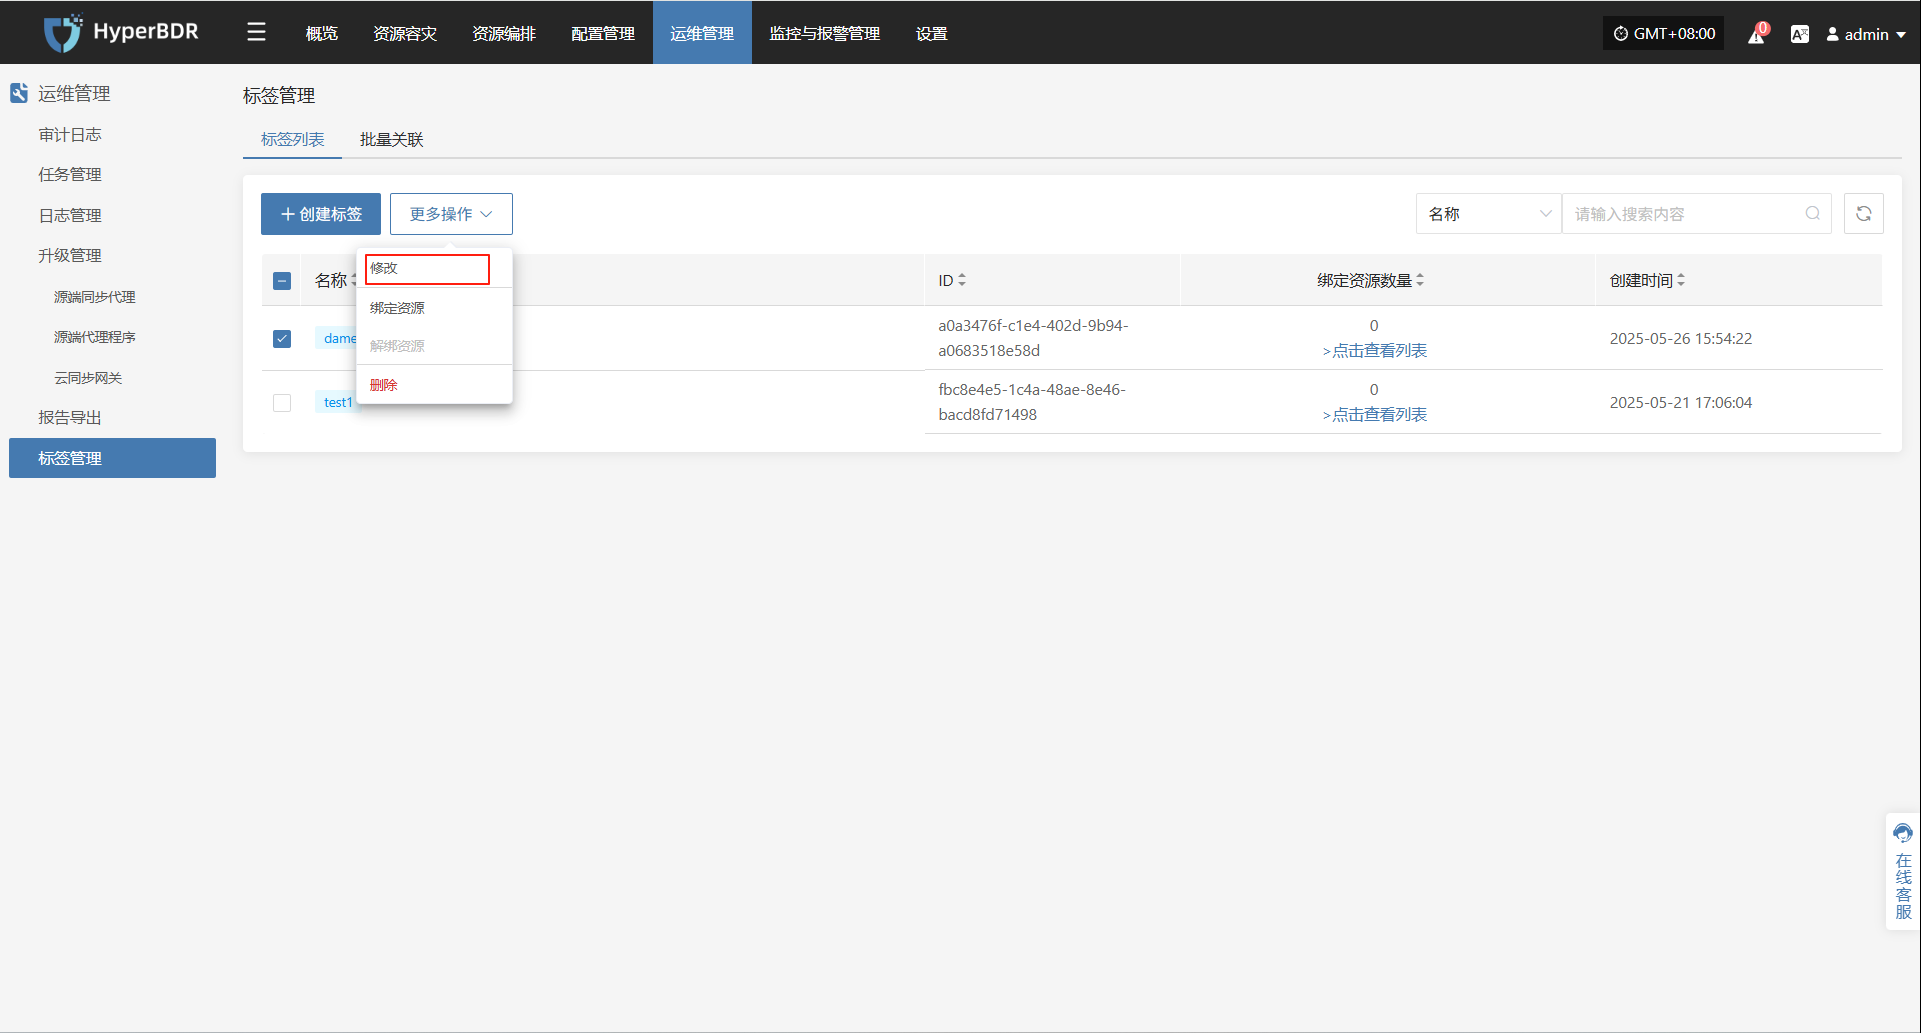 HyperBDR
概览
资源容灾
资源编排
配置管理
运维管理
监控与报警管理
设置
GMT+08:00
0
admin
运维管理
审计日志
任务管理
日志管理
升级管理
源端同步代理
源端代理程序
云同步网关
报告导出
标签管理
标签管理
标签列表
批量关联
创建标签
更多操作
名称
请输入搜索内容
修改
绑定资源
解绑资源
删除
名称
ID
绑定资源数量
创建时间
dame
a0a3476f-c1e4-402d-9b94-
a0683518e58d
0
>点击查看列表
2025-05-26 15:54:22
test1
fbc8e4e5-1c4a-48ae-8e46-
bacd8fd71498
0
>点击查看列表
2025-05-21 17:06:04
在线客服